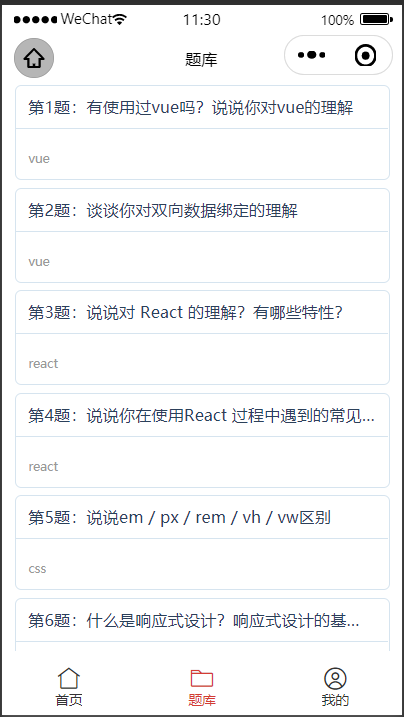 WeChat 11:30 100%
题库
第1题：有使用过vue吗？说说你对vue的理解
vue
第2题：谈谈你对双向数据绑定的理解
vue
第3题：说说对 React 的理解？有哪些特性？
react
第4题：说说你在使用React 过程中遇到的常见...
react
第5题：说说em / px / rem / vh / vw区别
css
第6题：什么是响应式设计？响应式设计的基...
首页 题库 我的